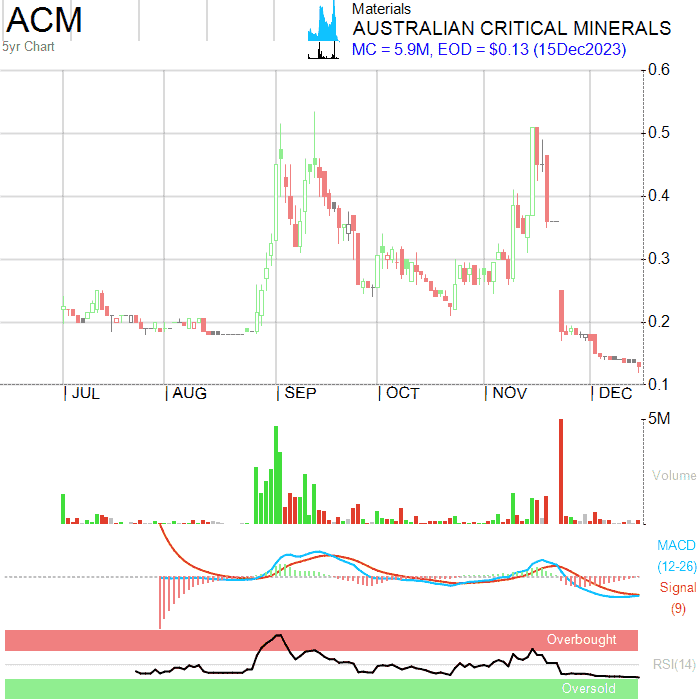 ACM
5yr Chart
Materials
AUSTRALIAN CRITICAL MINERALS
MC = 5.9M, EOD = $0.13 (15Dec2023)
0.6
0.5
0.4
0.3
0.2
0.1
JUL AUG SEP OCT NOV DEC
5M
Volume
MACD
(12-26)
Signal
(9)
Overbought
RSI(14)
Oversold